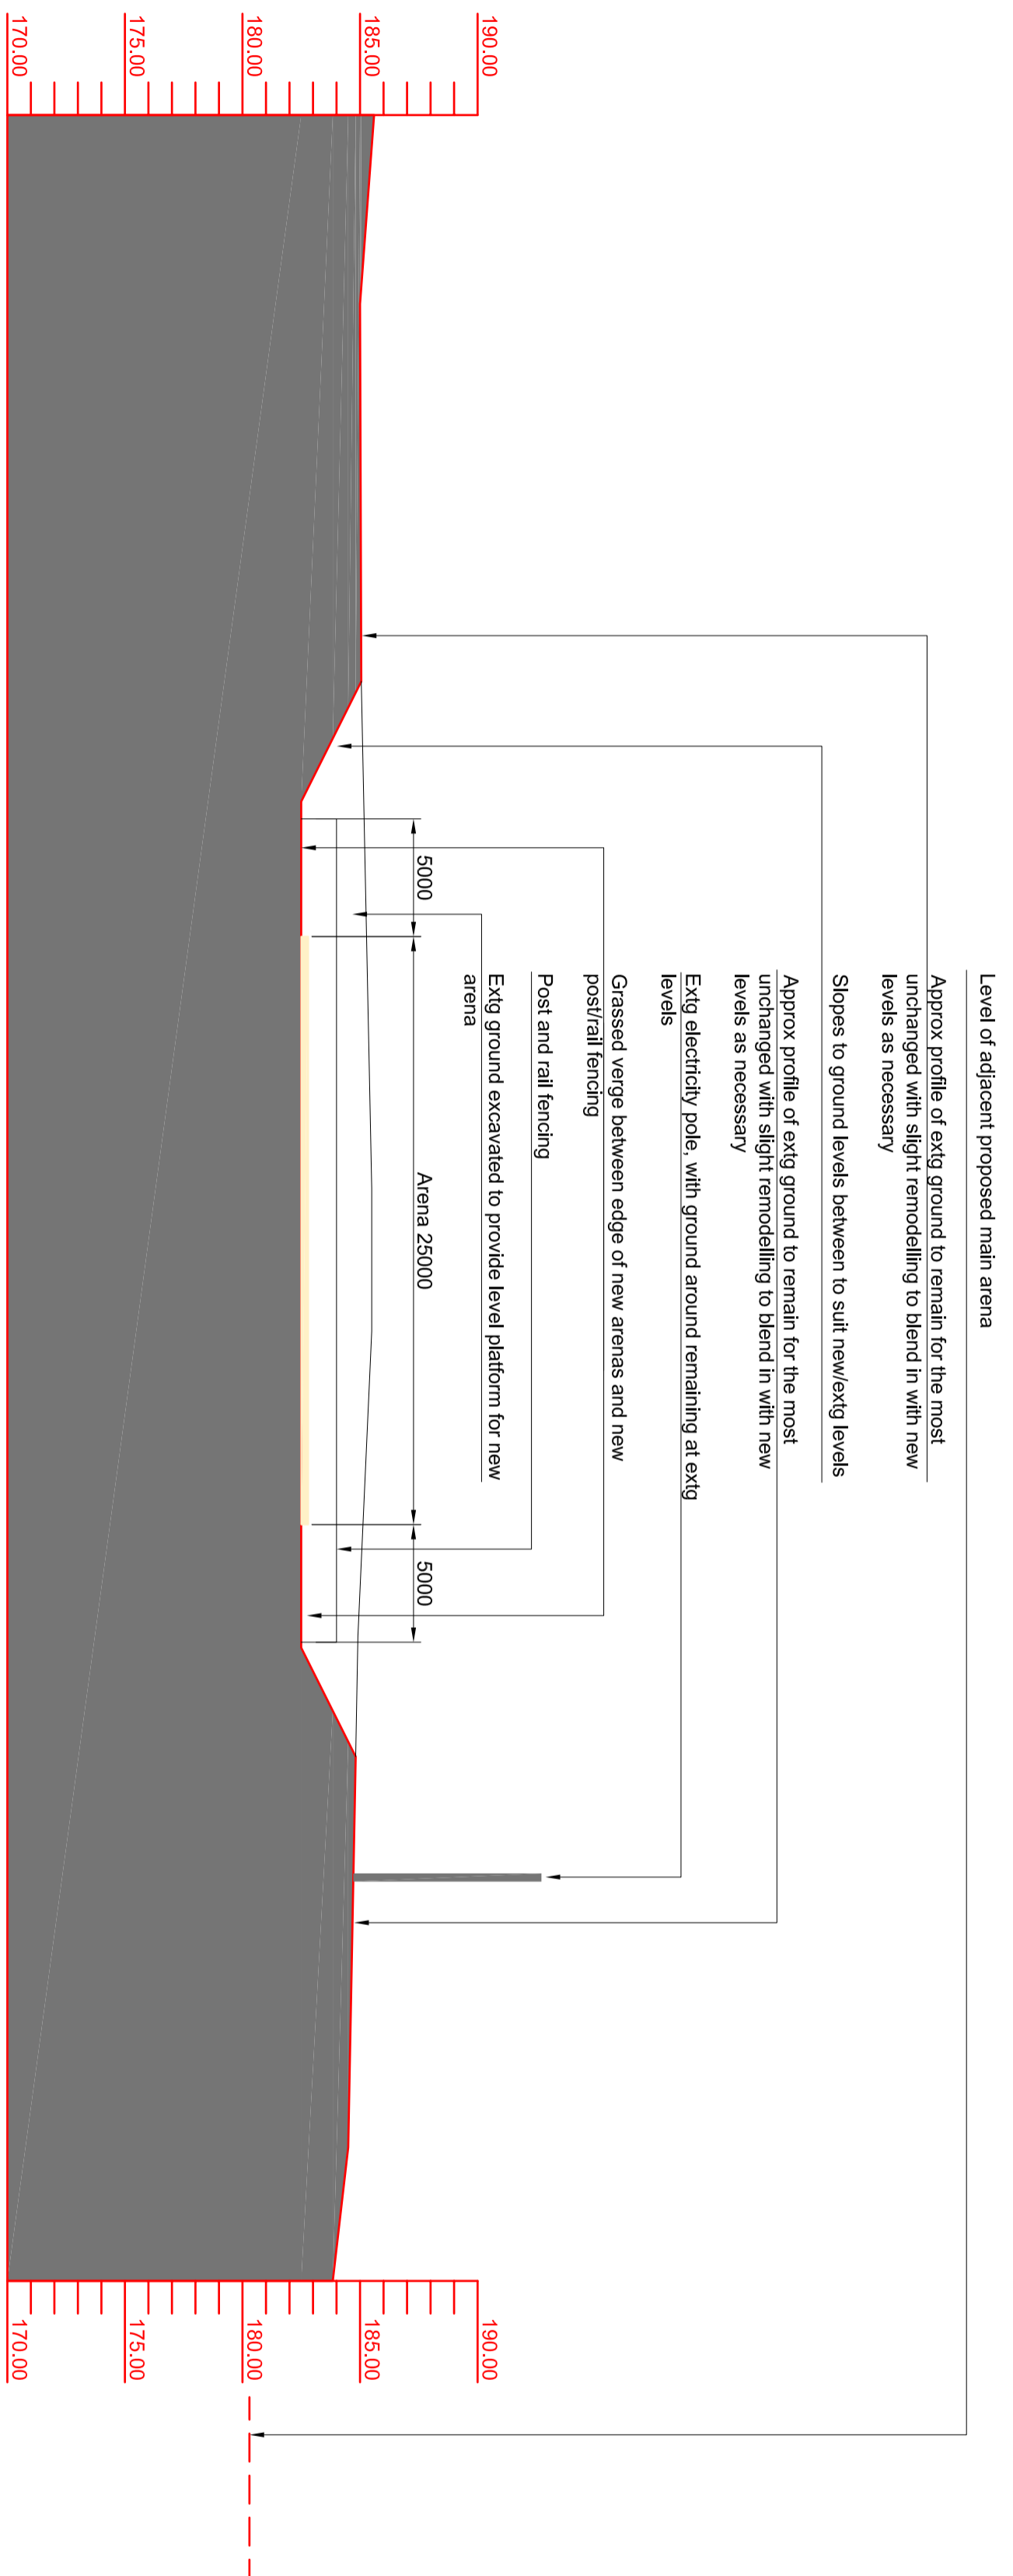 Level of adjacent proposed main arena
Approx profile of extg ground to remain for the most
unchanged with slight remodelling to blend in with new
levels as necessary
Slopes to ground levels between to suit new/extg levels
Approx profile of extg ground to remain for the most
unchanged with slight remodelling to blend in with new
levels as necessary
Extg electricity pole, with ground around remaining at extg
levels
Grassed verge between edge of new arenas and new
post/rail fencing
Post and rail fencing
Extg ground excavated to provide level platform for new
arena
190.00
190.00
5000
Arena 25000
5000
185.00
185.00
180.00
180.00
175.00
175.00
170.00
170.00